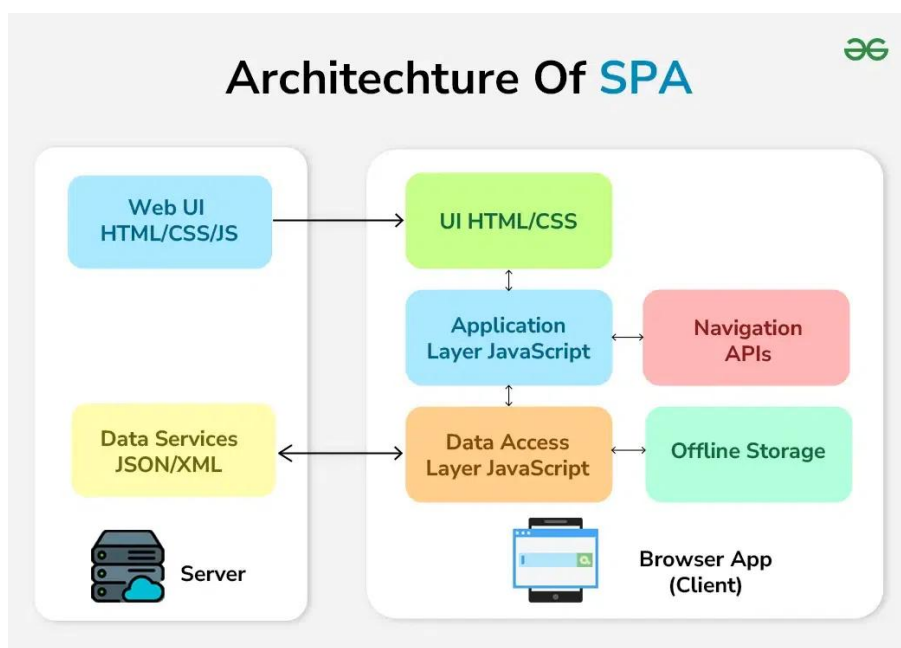 Architechture Of SPA
Web UI
HTML/CSS/JS
UI HTML/CSS
Application
Layer JavaScript
Navigation
APIs
Data Services
JSON/XML
Data Access
Layer JavaScript
Offline Storage
Server
Browser App
(Client)